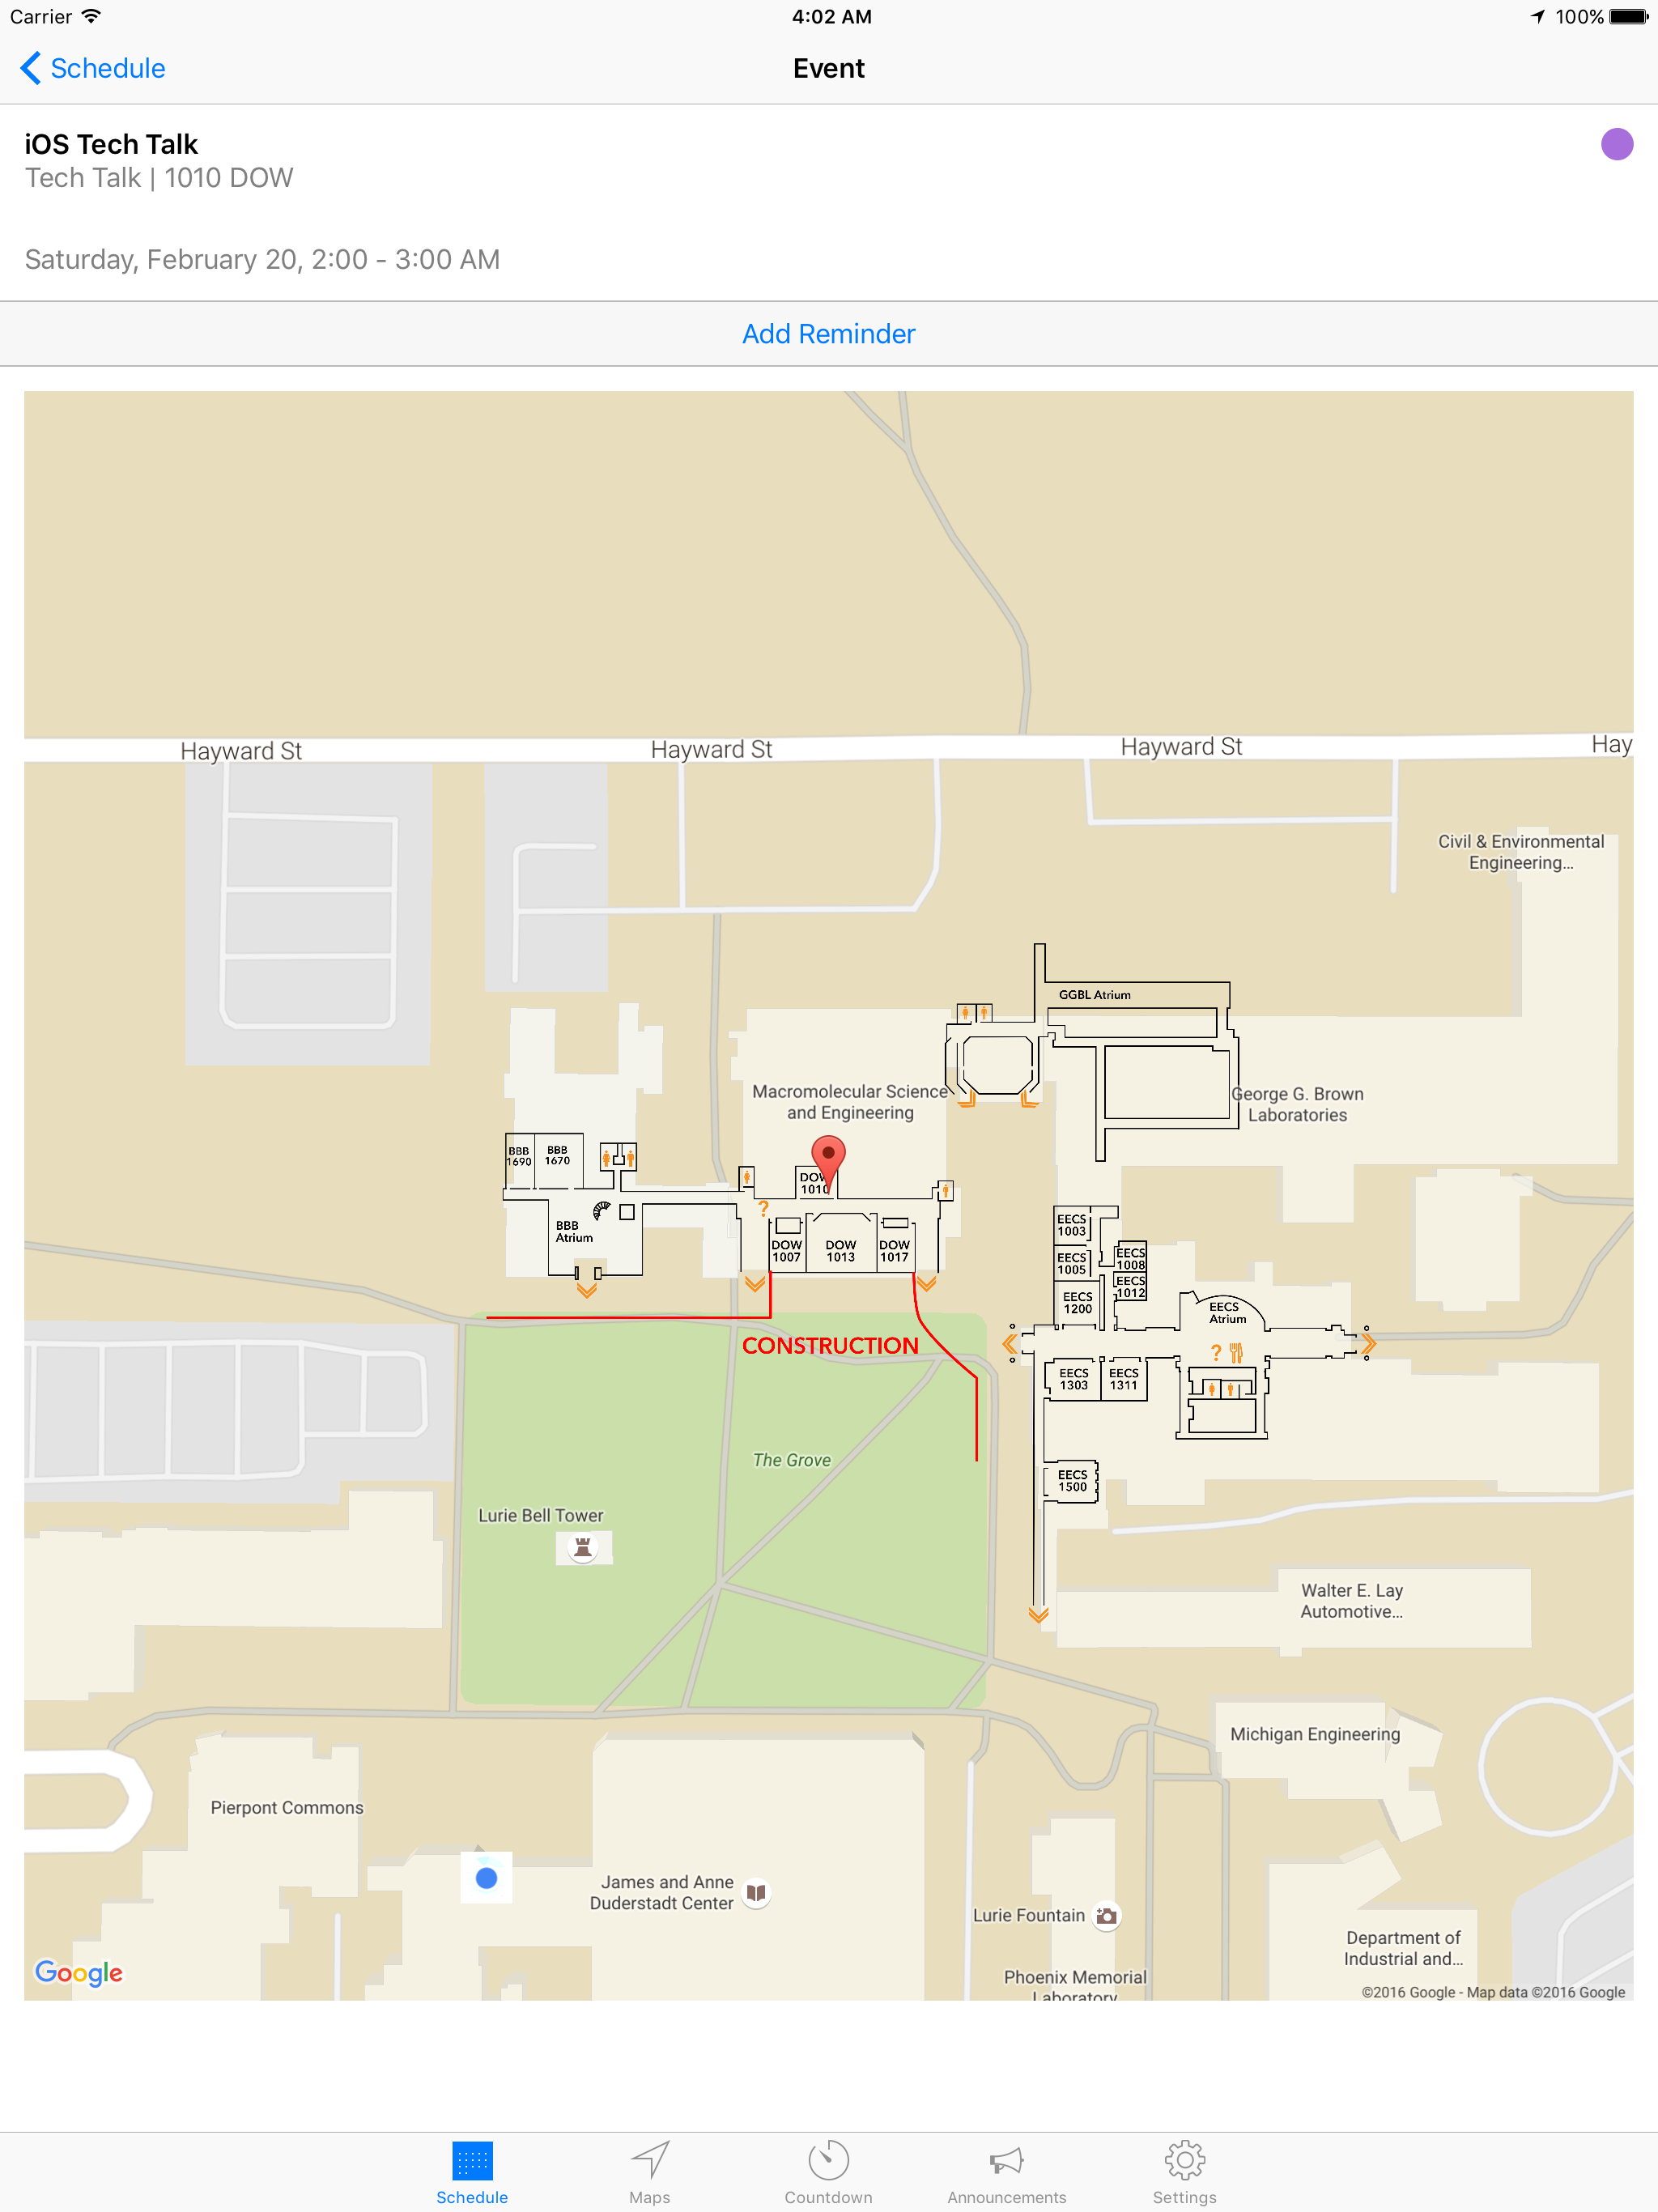 Carrier 4:02 AM 100%
Schedule Event
iOS Tech Talk
Tech Talk | 1010 DOW
Saturday, February 20, 2:00 - 3:00 AM
Add Reminder
Hayward St Hayward St Hayward St Hay
Civil & Environmental
Engineering...
GGBL Atrium
Macromolecular Science
and Engineering
George G. Brown
Laboratories
BBB
1690
BBB
1670
DOW
1010
?
BBB
Atrium
DOW
1007
DOW
1013
DOW
1017
EECS
1003
EECS
1005
EECS
1008
EECS
1012
EECS
1200
EECS
Atrium
?
CONSTRUCTION
EECS
1303
EECS
1311
The Grove
EECS
1500
Lurie Bell Tower
Walter E. Lay
Automotive...
Michigan Engineering
Pierpont Commons
James and Anne
Duderstadt Center
Lurie Fountain
Department of
Industrial and...
Phoenix Memorial
Laboratory
Google
©2016 Google - Map data ©2016 Google
Schedule Maps Countdown Announcements Settings